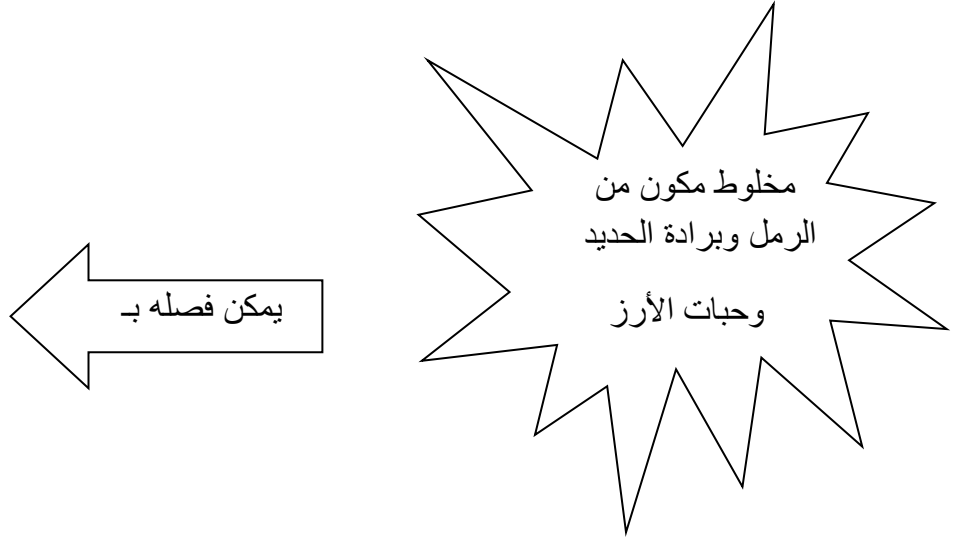 مخلوط مكون من
الرمل وبرادة الحديد
وحبات الأرز
يمكن فصله بـ